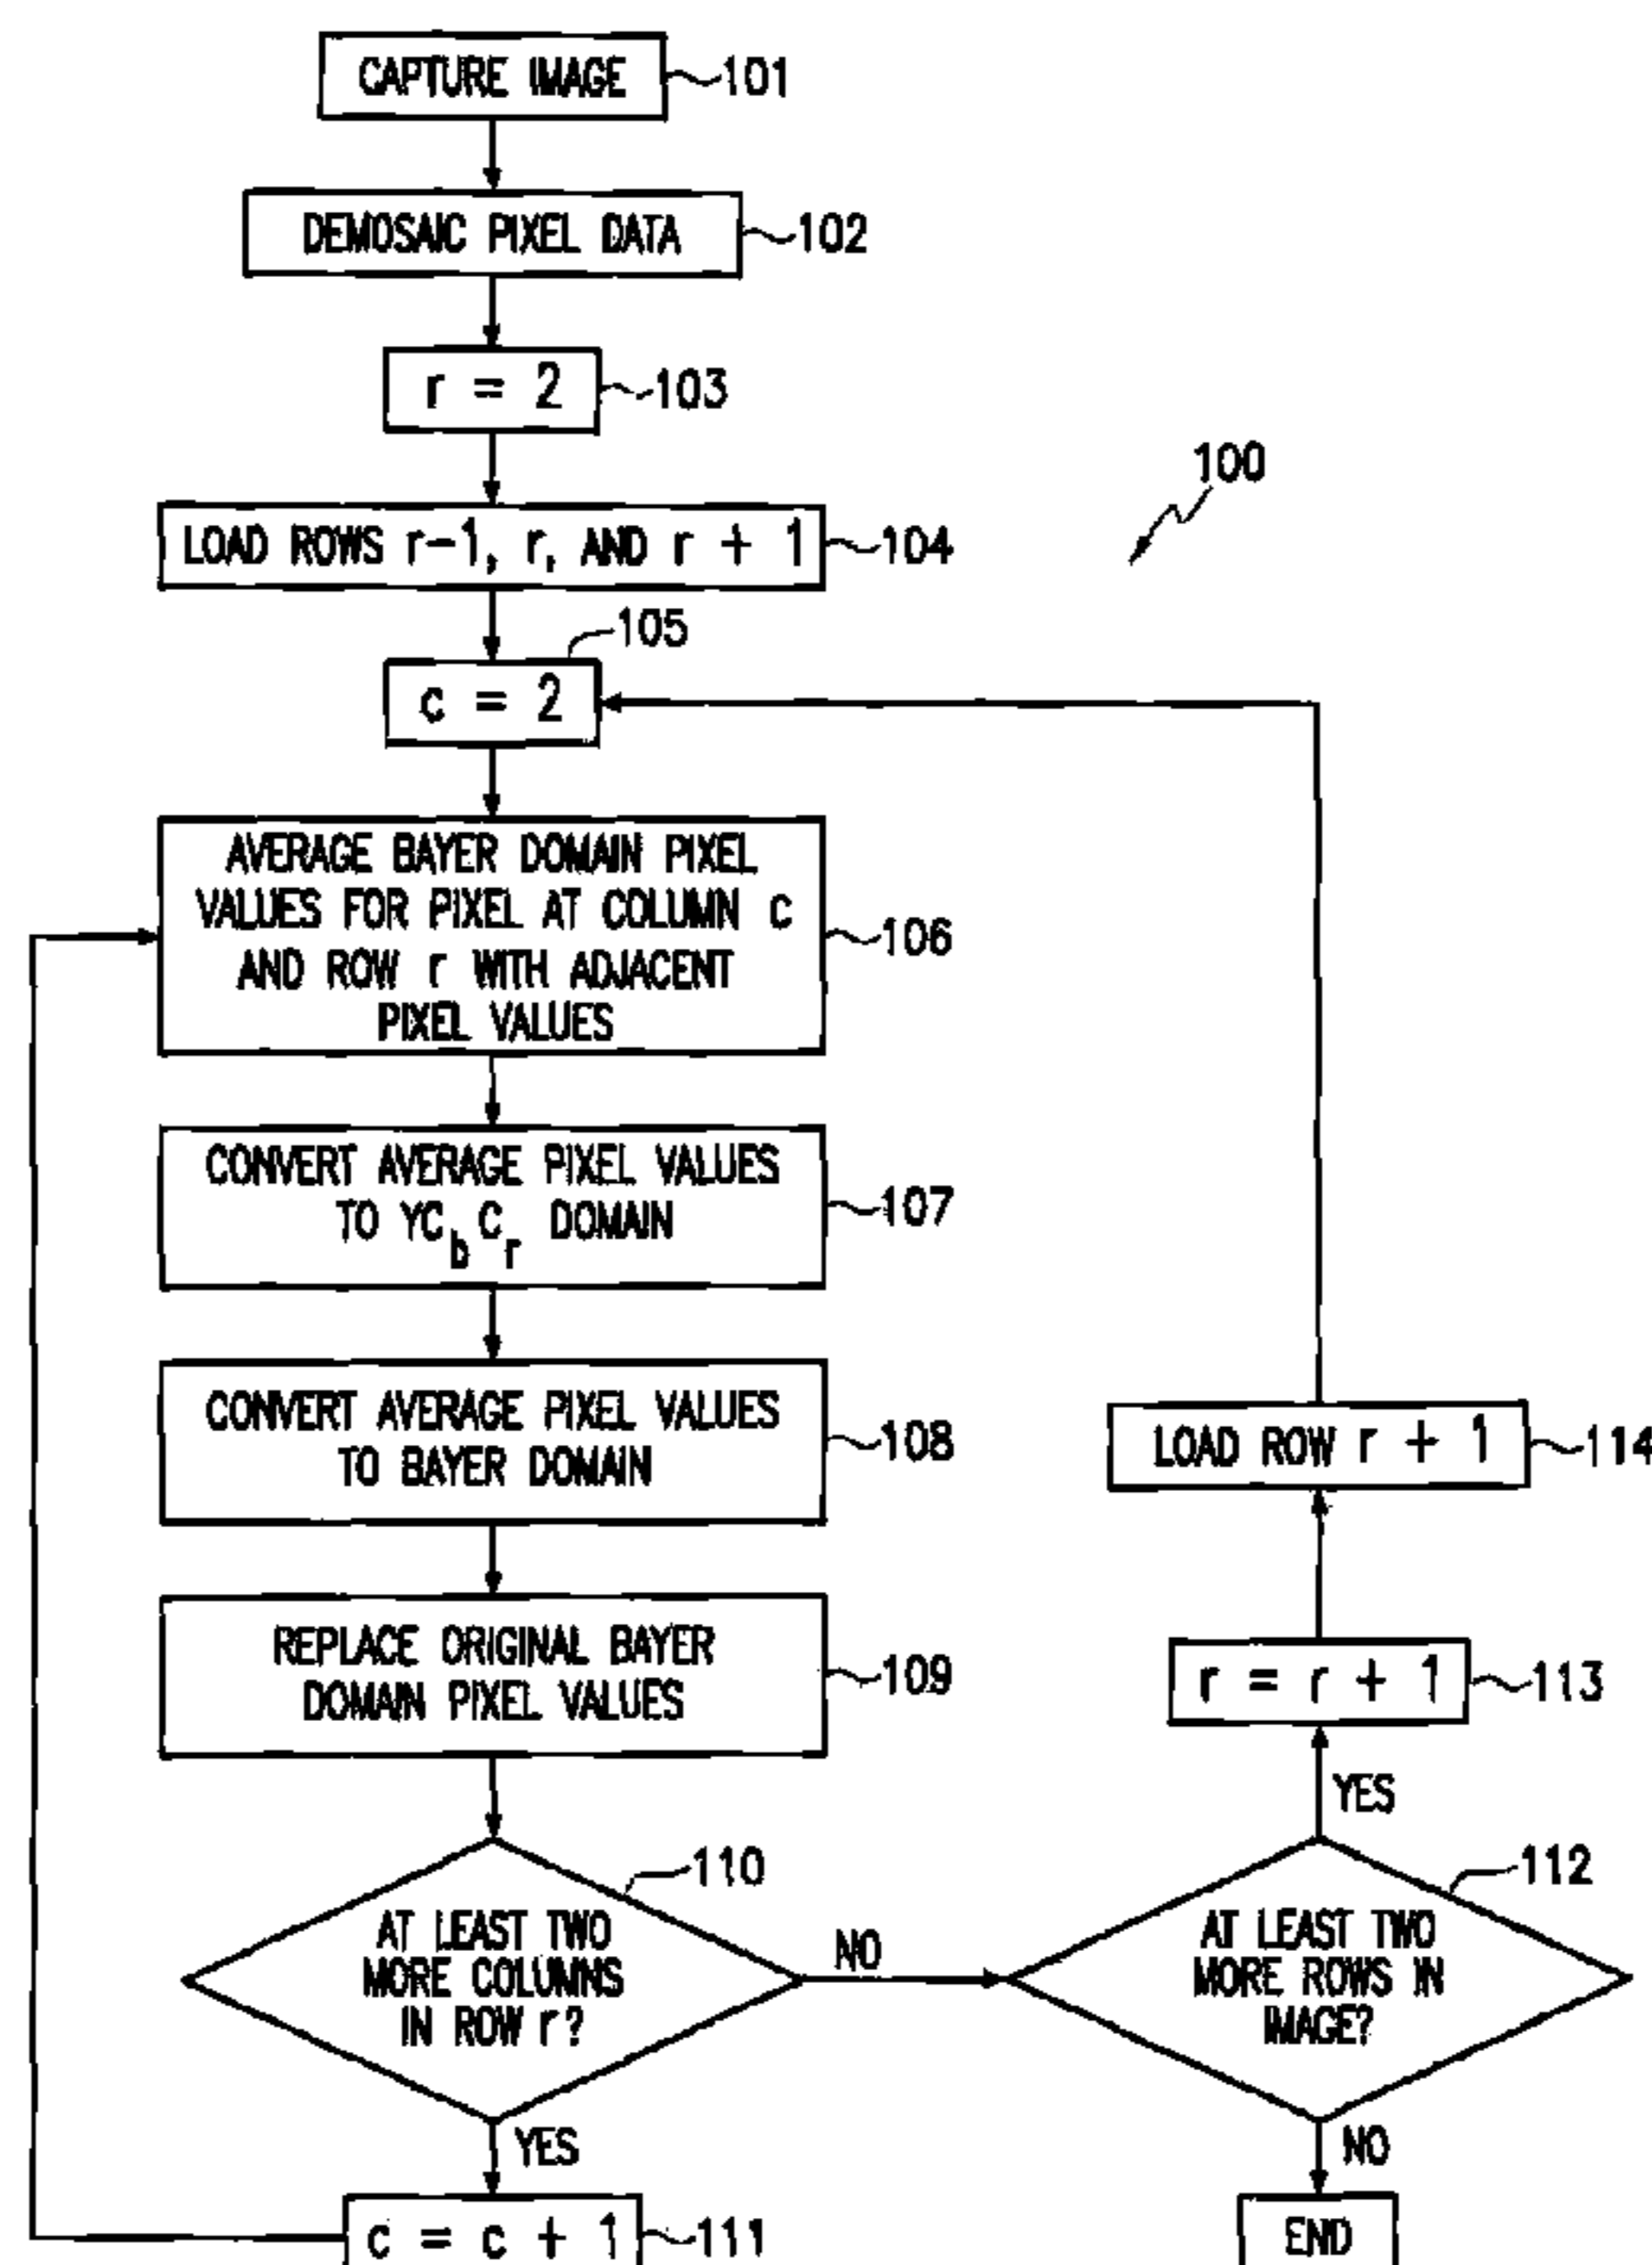 CAPTURE IMAGE
101
DEMOSAIC PIXEL DATA
102
r = 2
103
100
LOAD ROWS r-1, r, AND r + 1
104
105
c = 2
AVERAGE BAYER DOMAIN PIXEL
VALUES FOR PIXEL AT COLUMN c
AND ROW r WITH ADJACENT
PIXEL VALUES
106
CONVERT AVERAGE PIXEL VALUES
TO YCbCr DOMAIN
107
CONVERT AVERAGE PIXEL VALUES
TO BAYER DOMAIN
108
REPLACE ORIGINAL BAYER
DOMAIN PIXEL VALUES
109
110
AT LEAST TWO
MORE COLUMNS
IN ROW r?
NO
YES
c = c + 1
111
LOAD ROW r + 1
114
r = r + 1
113
YES
112
AT LEAST TWO
MORE ROWS IN
IMAGE?
NO
END